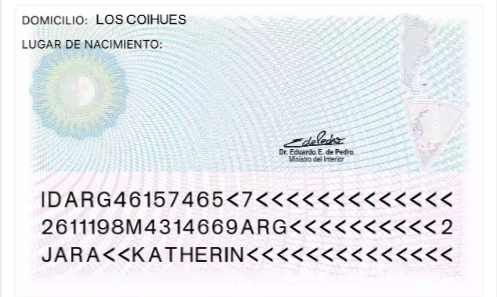 DOMICILIO: LOS COIHUES
LUGAR DE NACIMIENTO:
Dr. Eduardo E. de Pedro
Ministro del Interior
IDARG46157465<7<<<<<<<<<<<<<
2611198M4314669ARG<<<<<<<<<<2
JARA<<KATHERIN<<<<<<<<<<<<<<